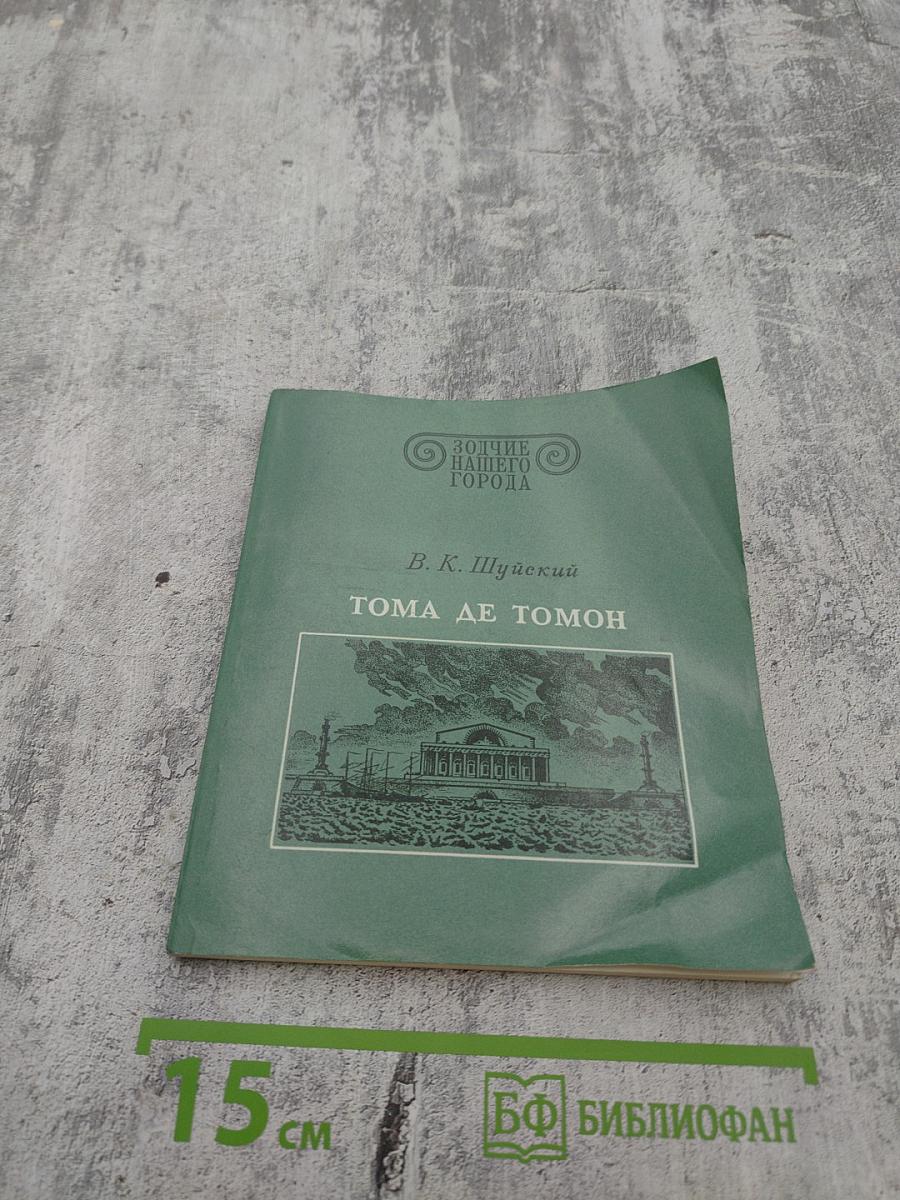 ЗОДЧИЕ
НАШЕГО
ГОРОДА
В. К. Шуйский
ТОМА ДЕ ТОМОН
15 см
БФ БИБЛИОФАН